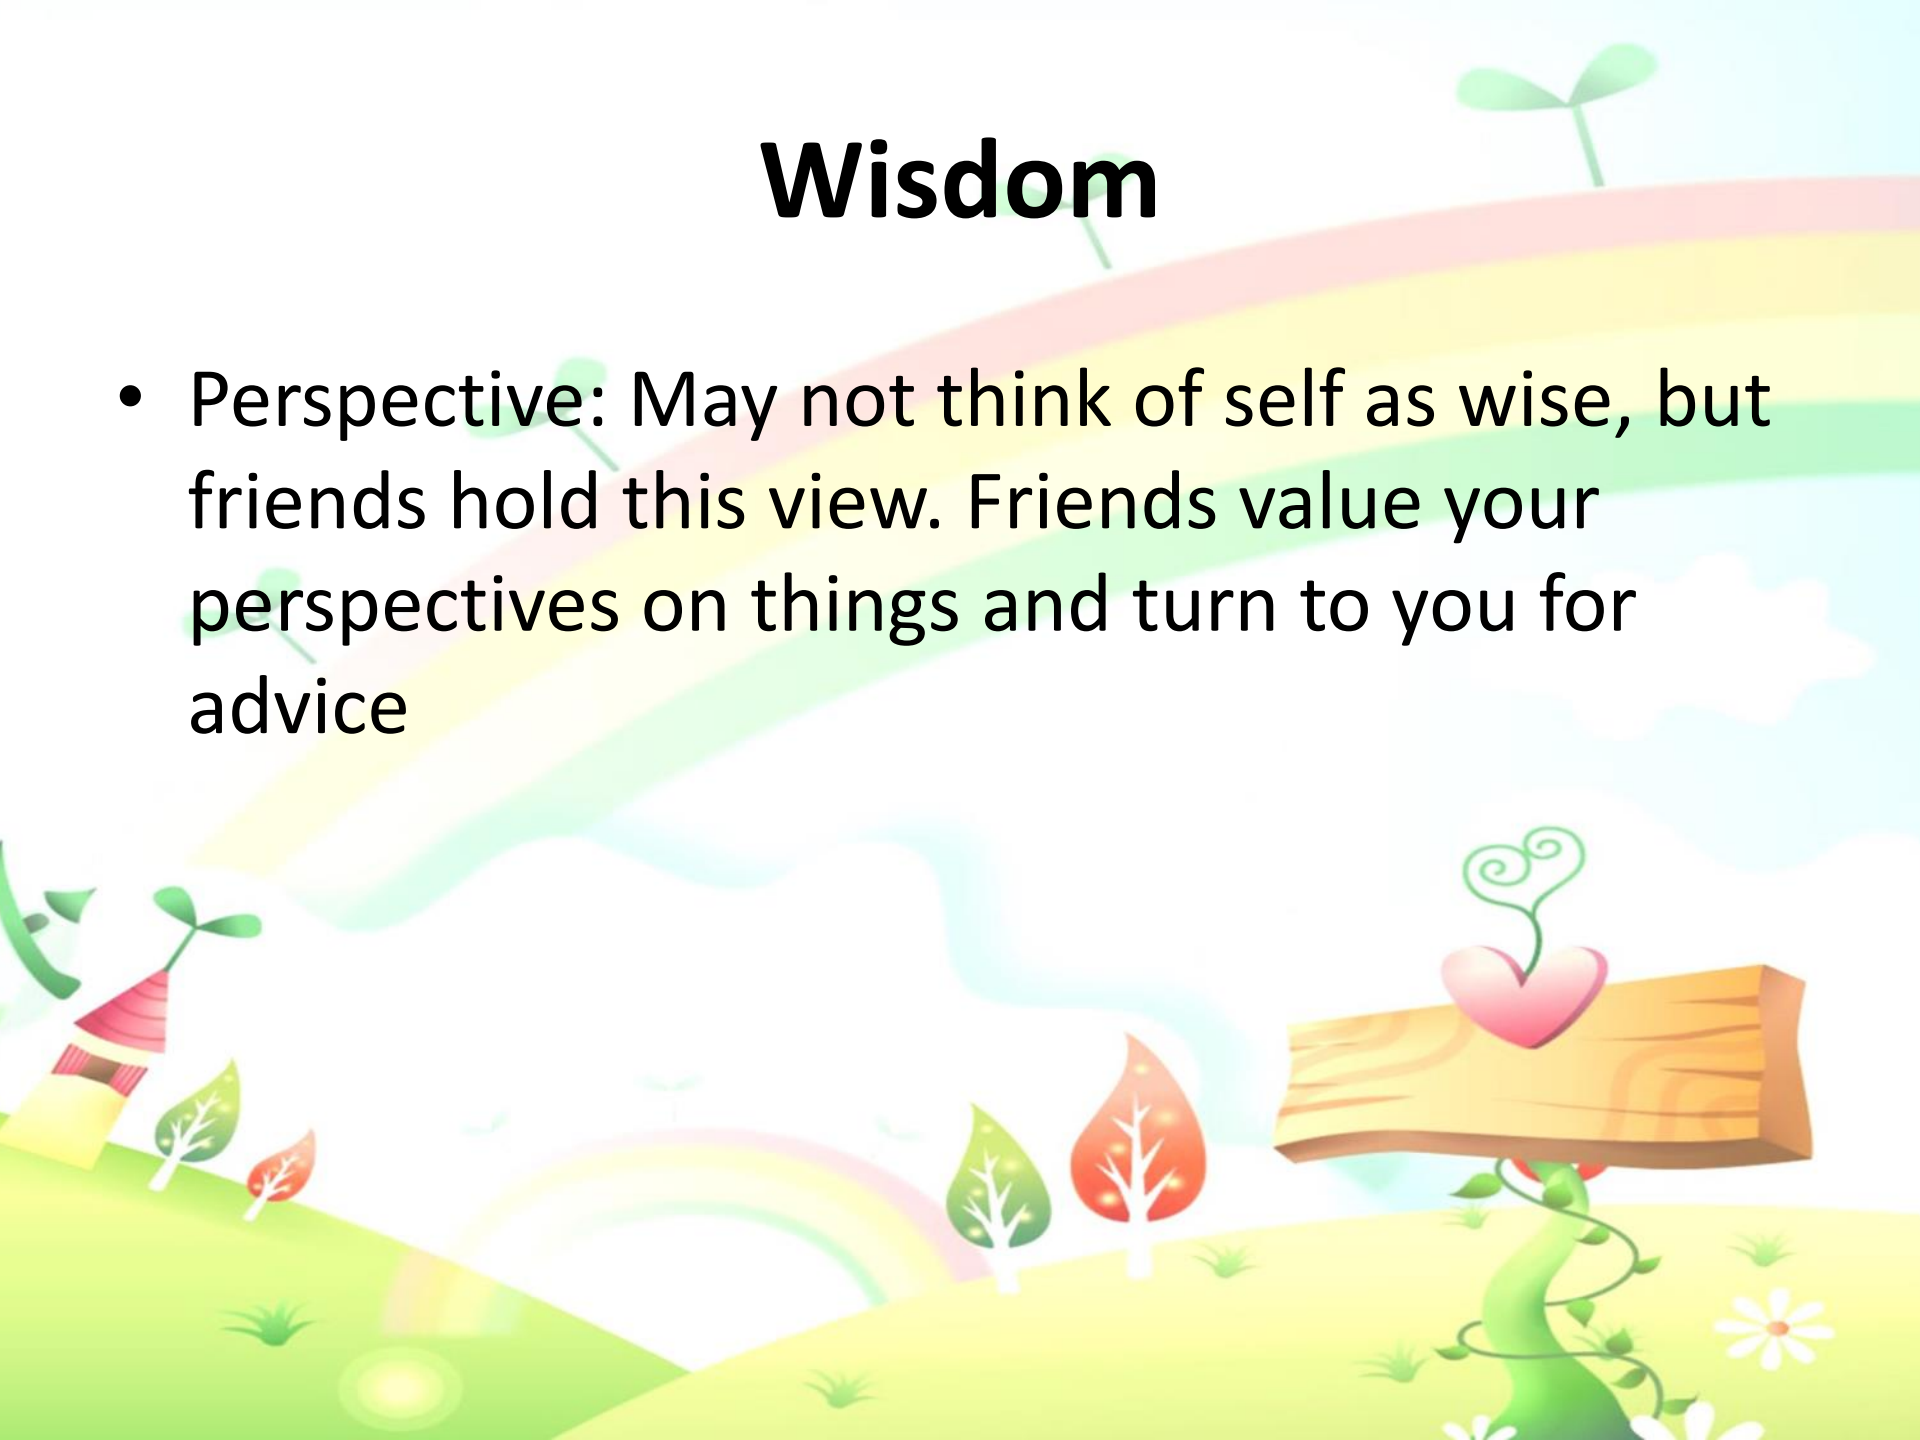 Wisdom
• Perspective: May not think of self as wise, but
friends hold this view. Friends value your
perspectives on things and turn to you for
advice